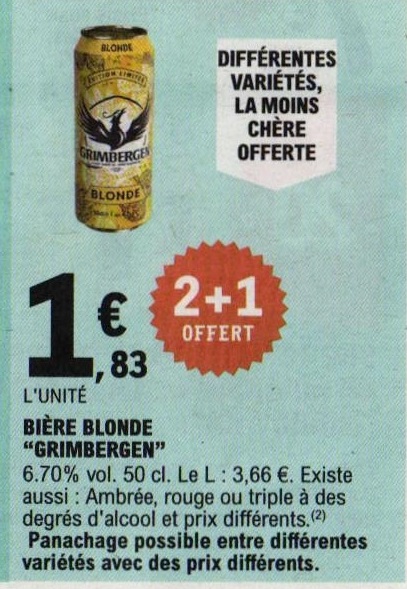 BLONDE
ÉDITION LIMITÉE
GRIMBERGEN
BLONDE
DIFFÉRENTES
VARIÉTÉS,
LA MOINS
CHÈRE
OFFERTE
1€,83
2+1
OFFERT
L'UNITÉ
BIÈRE BLONDE
“GRIMBERGEN”
6.70% vol. 50 cl. Le L : 3,66 €. Existe
aussi : Ambrée, rouge ou triple à des
degrés d'alcool et prix différents.(2)
Panachage possible entre différentes
variétés avec des prix différents.